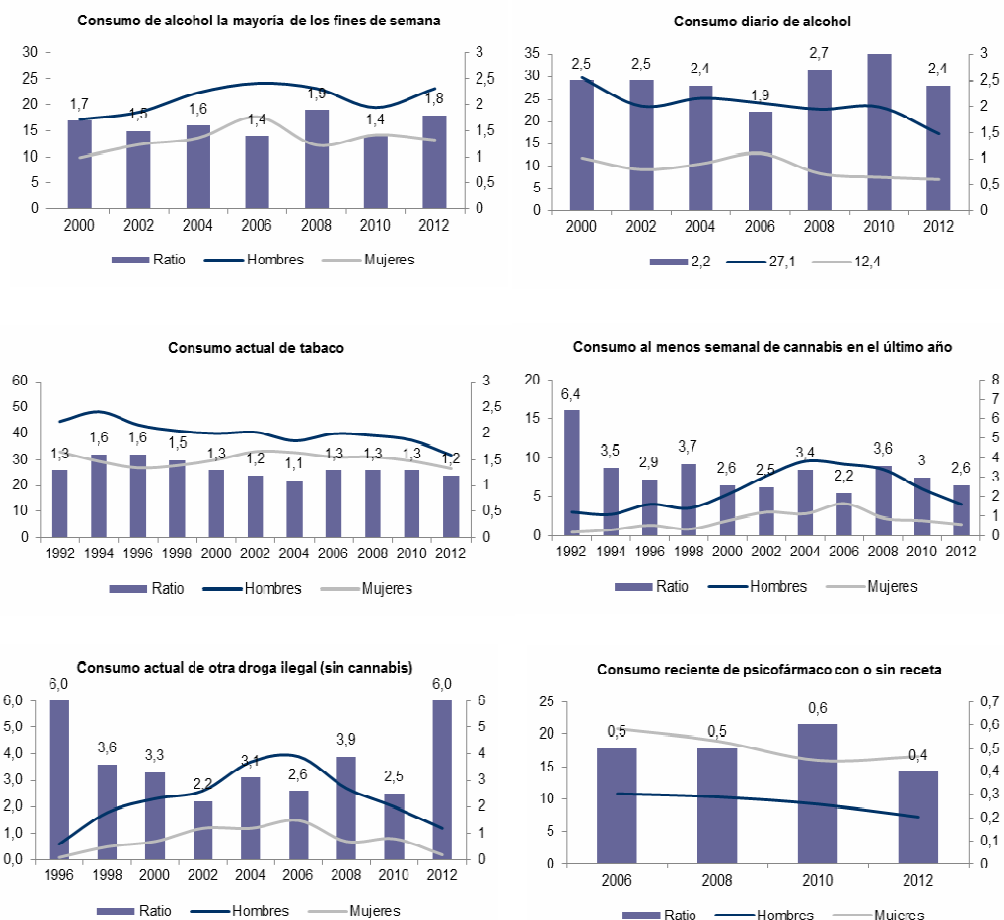 Consumo de alcohol la mayoría de los fines de semana
30 3
25 2,5
20 2
15 1,5
10 1
5 0,5
0 0
1,7 1,5 1,6 1,4 1,9 1,4 1,8
2000 2002 2004 2006 2008 2010 2012
Ratio Hombres Mujeres
Consumo diario de alcohol
35 3
30 2,5
25 2
20 1,5
15 1
10 0,5
5 0
0
2,5 2,5 2,4 1,9 2,7 2,4
2000 2002 2004 2006 2008 2010 2012
2,2 27,1 12,4
Consumo actual de tabaco
60 3
50 2,5
40 2
30 1,5
20 1
10 0,5
0 0
1,3 1,6 1,6 1,5 1,3 1,2 1,1 1,3 1,3 1,3 1,2
1992 1994 1996 1998 2000 2002 2004 2006 2008 2010 2012
Ratio Hombres Mujeres
Consumo al menos semanal de cannabis en el último año
20 8
15 7
10 6
5 5
0 4
3
2
1
0
6,4 3,5 2,9 3,7 2,6 2,5 3,4 2,2 3,6 3 2,6
1992 1994 1996 1998 2000 2002 2004 2006 2008 2010 2012
Ratio Hombres Mujeres
Consumo actual de otra droga ilegal (sin cannabis)
6,0 6
5,0 5
4,0 4
3,0 3
2,0 2
1,0 1
0,0 0
6,0 3,6 3,3 2,2 3,1 2,6 3,9 2,5 6,0
1996 1998 2000 2002 2004 2006 2008 2010 2012
Ratio Hombres Mujeres
Consumo reciente de psicofármaco con o sin receta
25 0,7
20 0,6
15 0,5
10 0,4
5 0,3
0 0,2
0,1
0
0,5 0,5 0,6 0,4
2006 2008 2010 2012
Ratio Hombres Mujeres